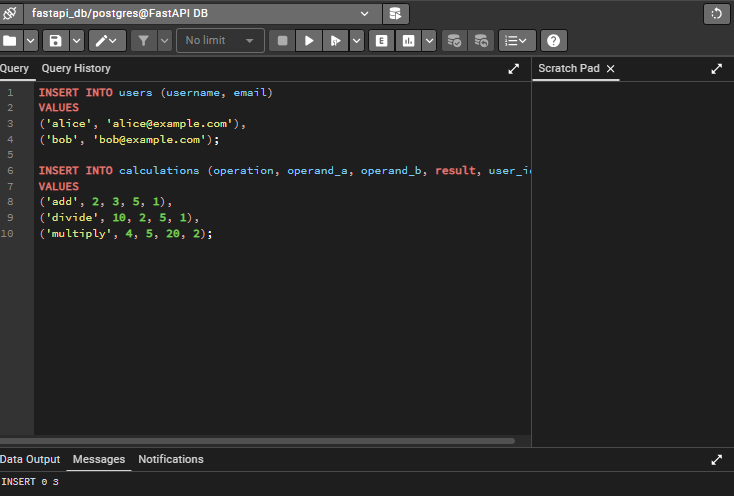 fastapi_db/postgres@FastAPI DB
No limit
E
Query Query History
Scratch Pad
1 INSERT INTO users (username, email)
2 VALUES
3 ('alice', 'alice@example.com'),
4 ('bob', 'bob@example.com');
5
6 INSERT INTO calculations (operation, operand_a, operand_b, result, user_i
7 VALUES
8 ('add', 2, 3, 5, 1),
9 ('divide', 10, 2, 5, 1),
10 ('multiply', 4, 5, 20, 2);
Data Output Messages Notifications
INSERT 0 3